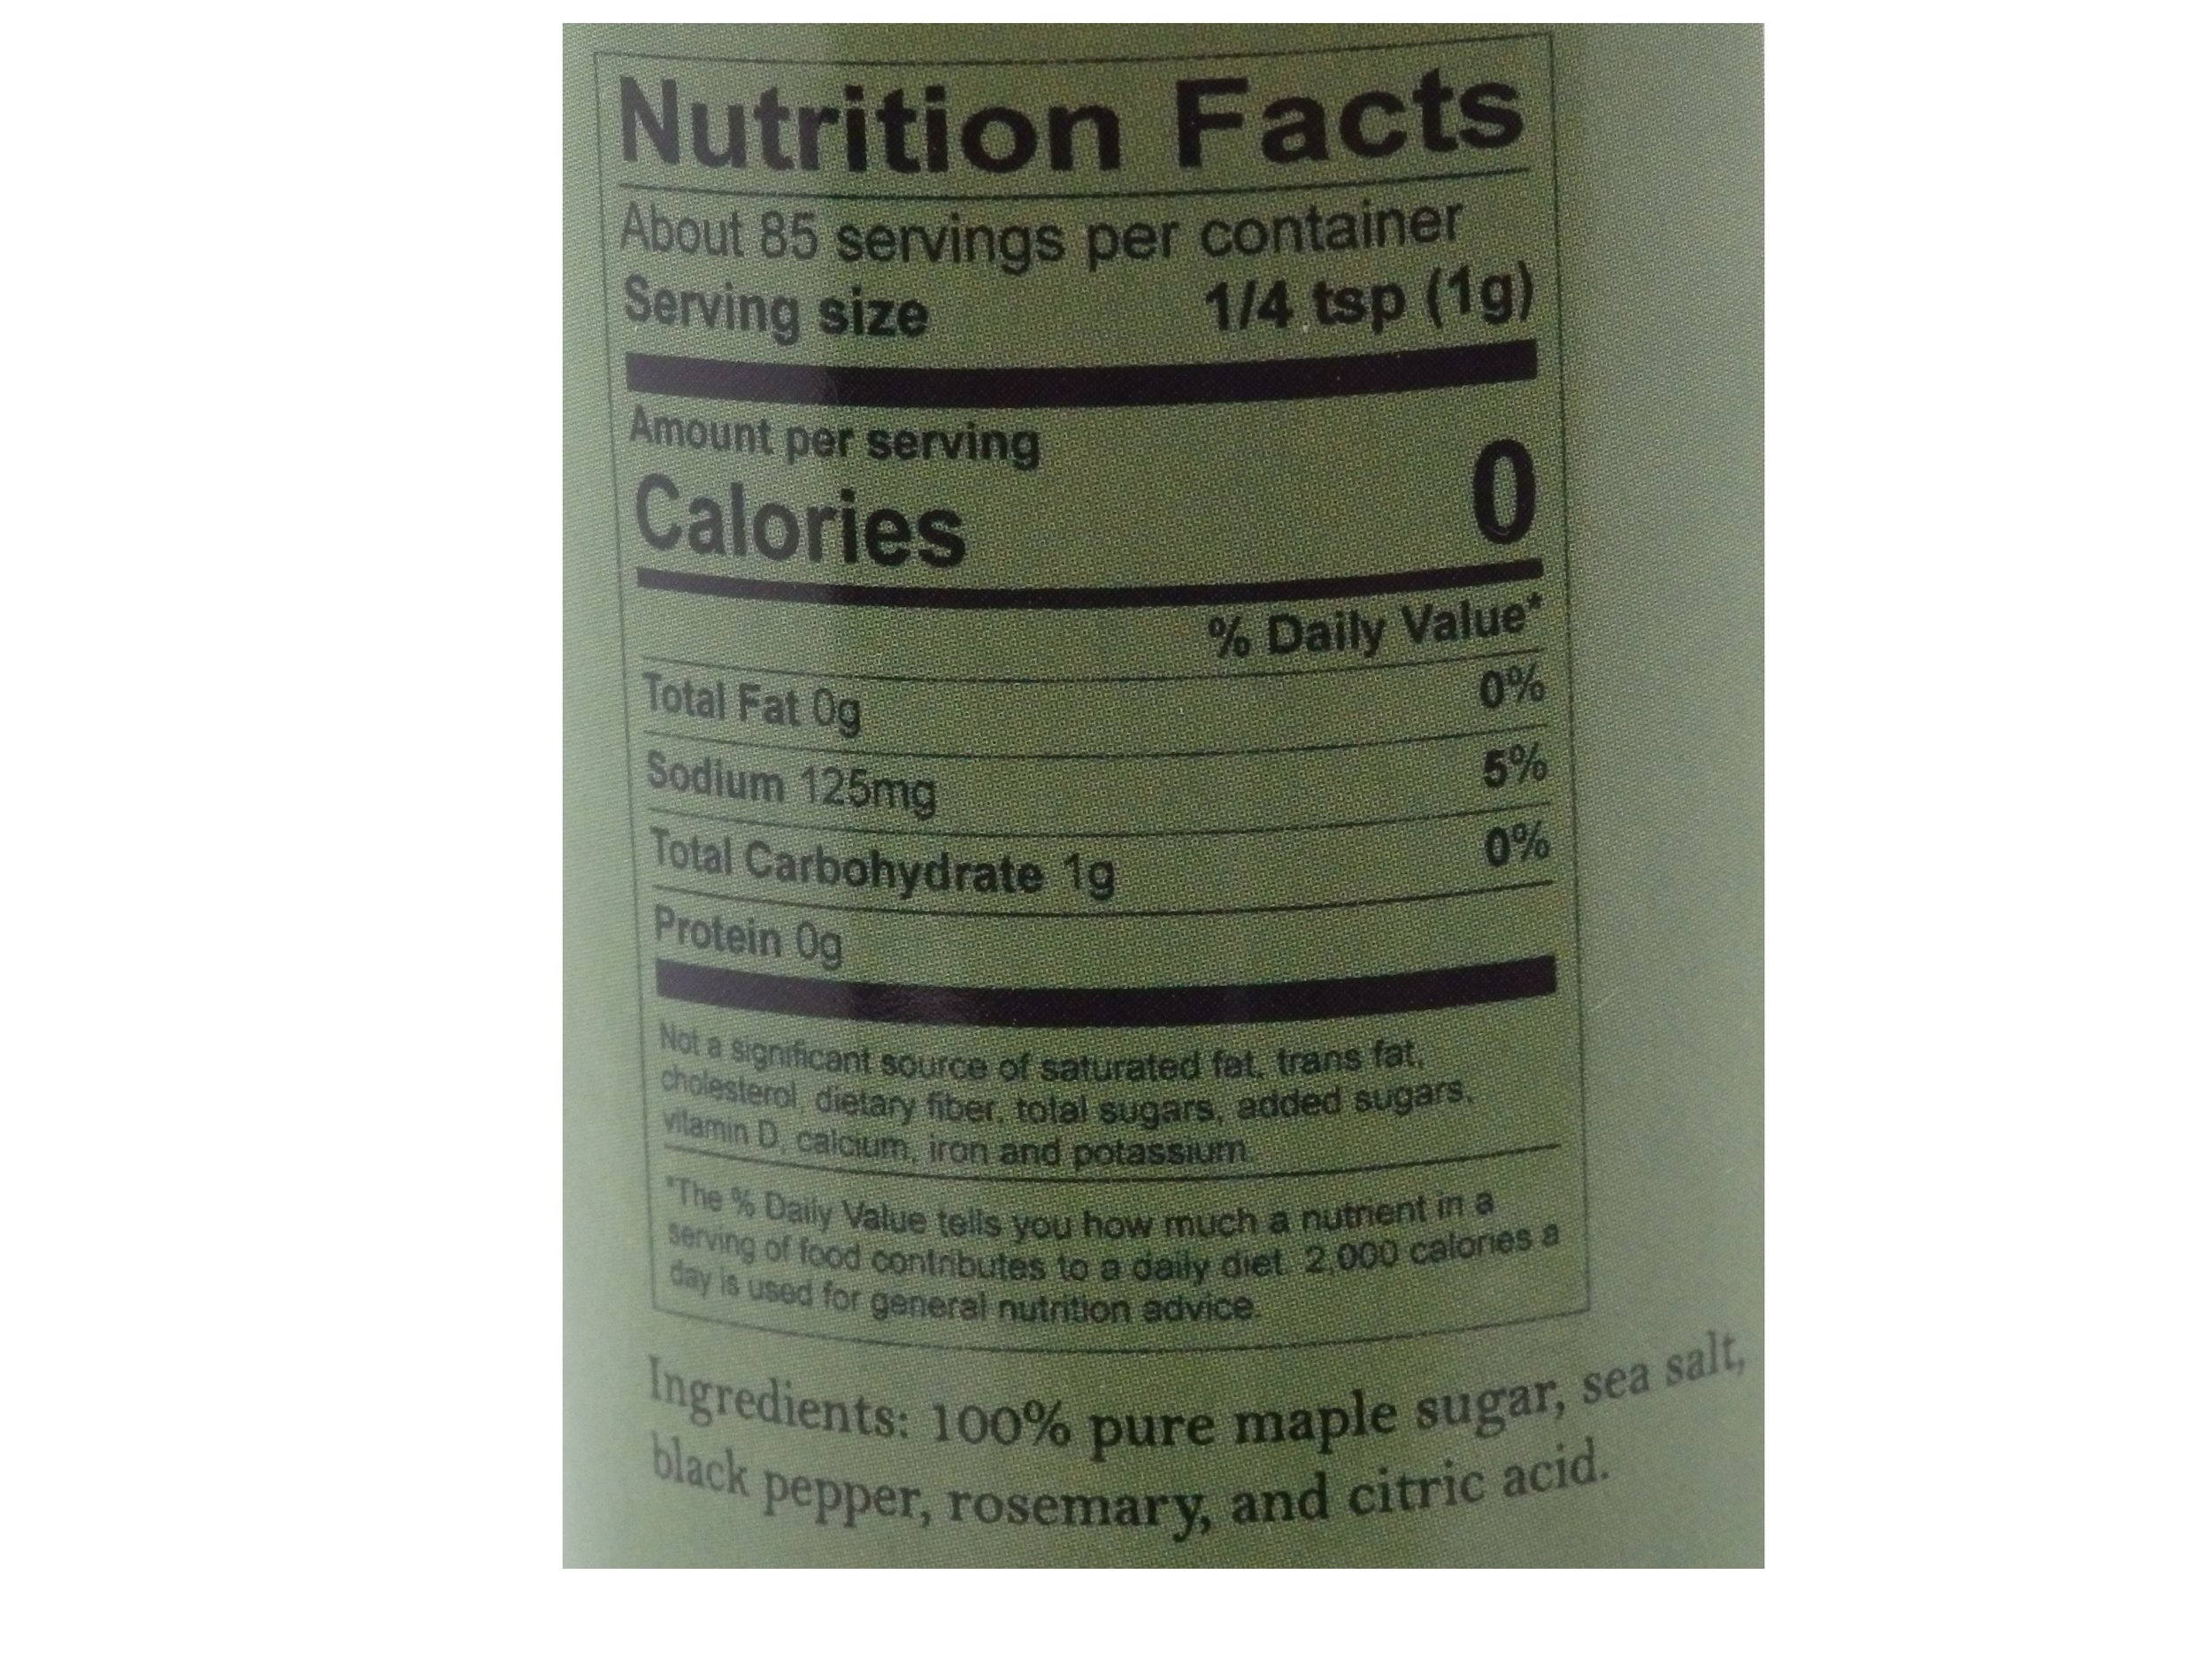 Nutrition Facts
About 85 servings per container
Serving size 1/4 tsp (1g)
Amount per serving
Calories 0
% Daily Value*
Total Fat 0g 0%
Sodium 125mg 5%
Total Carbohydrate 1g 0%
Protein 0g
Not a significant source of saturated fat, trans fat,
cholesterol, dietary fiber, total sugars, added sugars,
vitamin D, calcium, iron and potassium.
*The % Daily Value tells you how much a nutrient in a
serving of food contributes to a daily diet. 2,000 calories a
day is used for general nutrition advice.
Ingredients: 100% pure maple sugar, sea salt,
black pepper, rosemary, and citric acid.